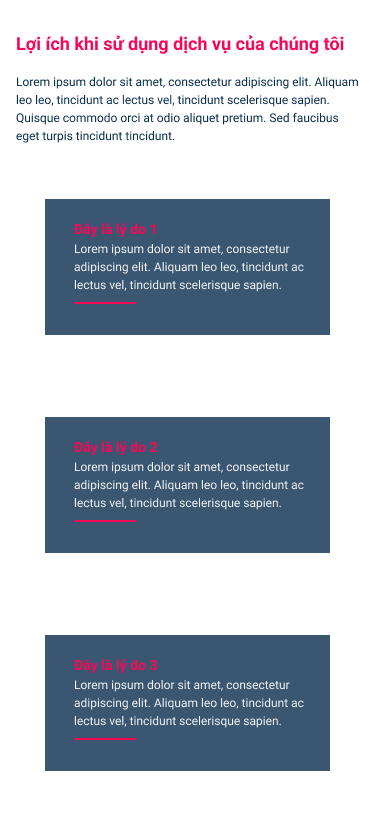 Lợi ích khi sử dụng dịch vụ của chúng tôi
Lorem ipsum dolor sit amet, consectetur adipiscing elit. Aliquam
leo leo, tincidunt ac lectus vel, tincidunt scelerisque sapien.
Quisque commodo orci at odio aliquet pretium. Sed faucibus
eget turpis tincidunt tincidunt.
Đây là lý do 1
Lorem ipsum dolor sit amet, consectetur
adipiscing elit. Aliquam leo leo, tincidunt ac
lectus vel, tincidunt scelerisque sapien.
Đây là lý do 2
Lorem ipsum dolor sit amet, consectetur
adipiscing elit. Aliquam leo leo, tincidunt ac
lectus vel, tincidunt scelerisque sapien.
Đây là lý do 3
Lorem ipsum dolor sit amet, consectetur
adipiscing elit. Aliquam leo leo, tincidunt ac
lectus vel, tincidunt scelerisque sapien.